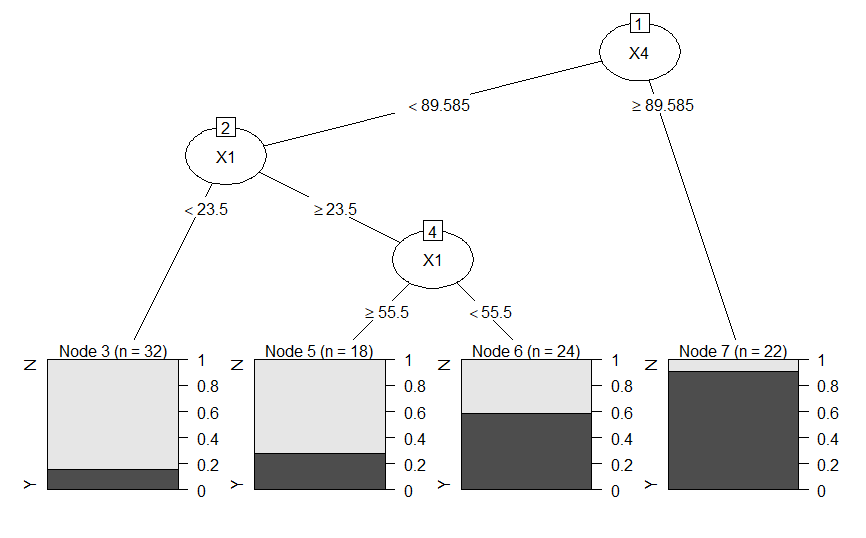 1
X4
< 89.585
≥ 89.585
2
X1
< 23.5
≥ 23.5
4
X1
≥ 55.5
< 55.5
Node 3 (n = 32)
N
Y
1
0.8
0.6
0.4
0.2
0
Node 5 (n = 18)
N
Y
1
0.8
0.6
0.4
0.2
0
Node 6 (n = 24)
N
Y
1
0.8
0.6
0.4
0.2
0
Node 7 (n = 22)
N
Y
1
0.8
0.6
0.4
0.2
0